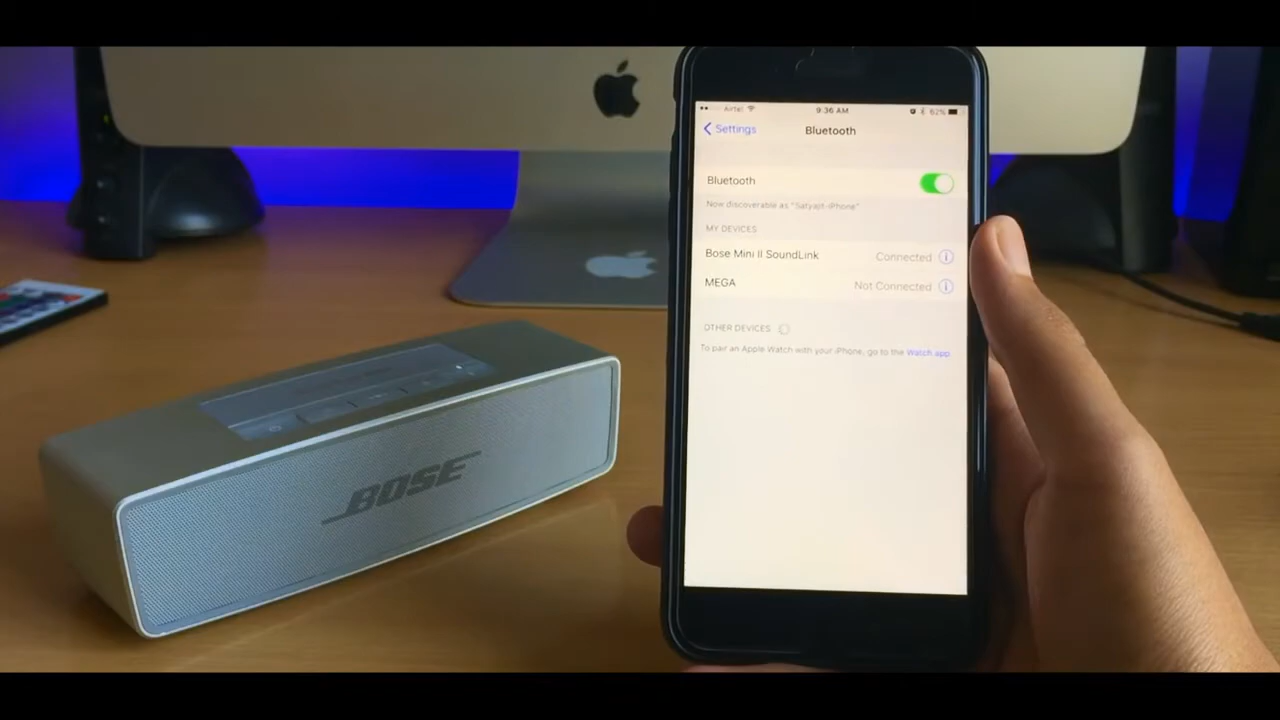 Airtel 9:36 AM 62%
Settings Bluetooth
Bluetooth
Now discoverable as "Satyajit-iPhone"
MY DEVICES
Bose Mini II SoundLink Connected
MEGA Not Connected
OTHER DEVICES
To pair an Apple Watch with your iPhone, go to the Watch app
BOSE